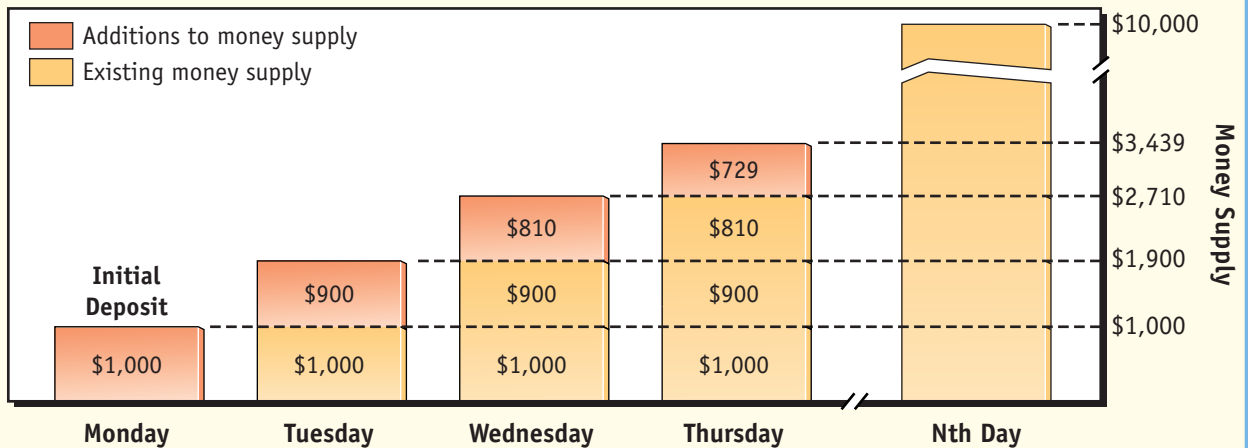 Additions to money supply
Existing money supply
Initial
Deposit
$1,000
$900
$1,000
$810
$900
$1,000
$729
$810
$900
$1,000
$10,000
$3,439
$2,710
$1,900
$1,000
Money Supply
Monday
Tuesday
Wednesday
Thursday
Nth Day